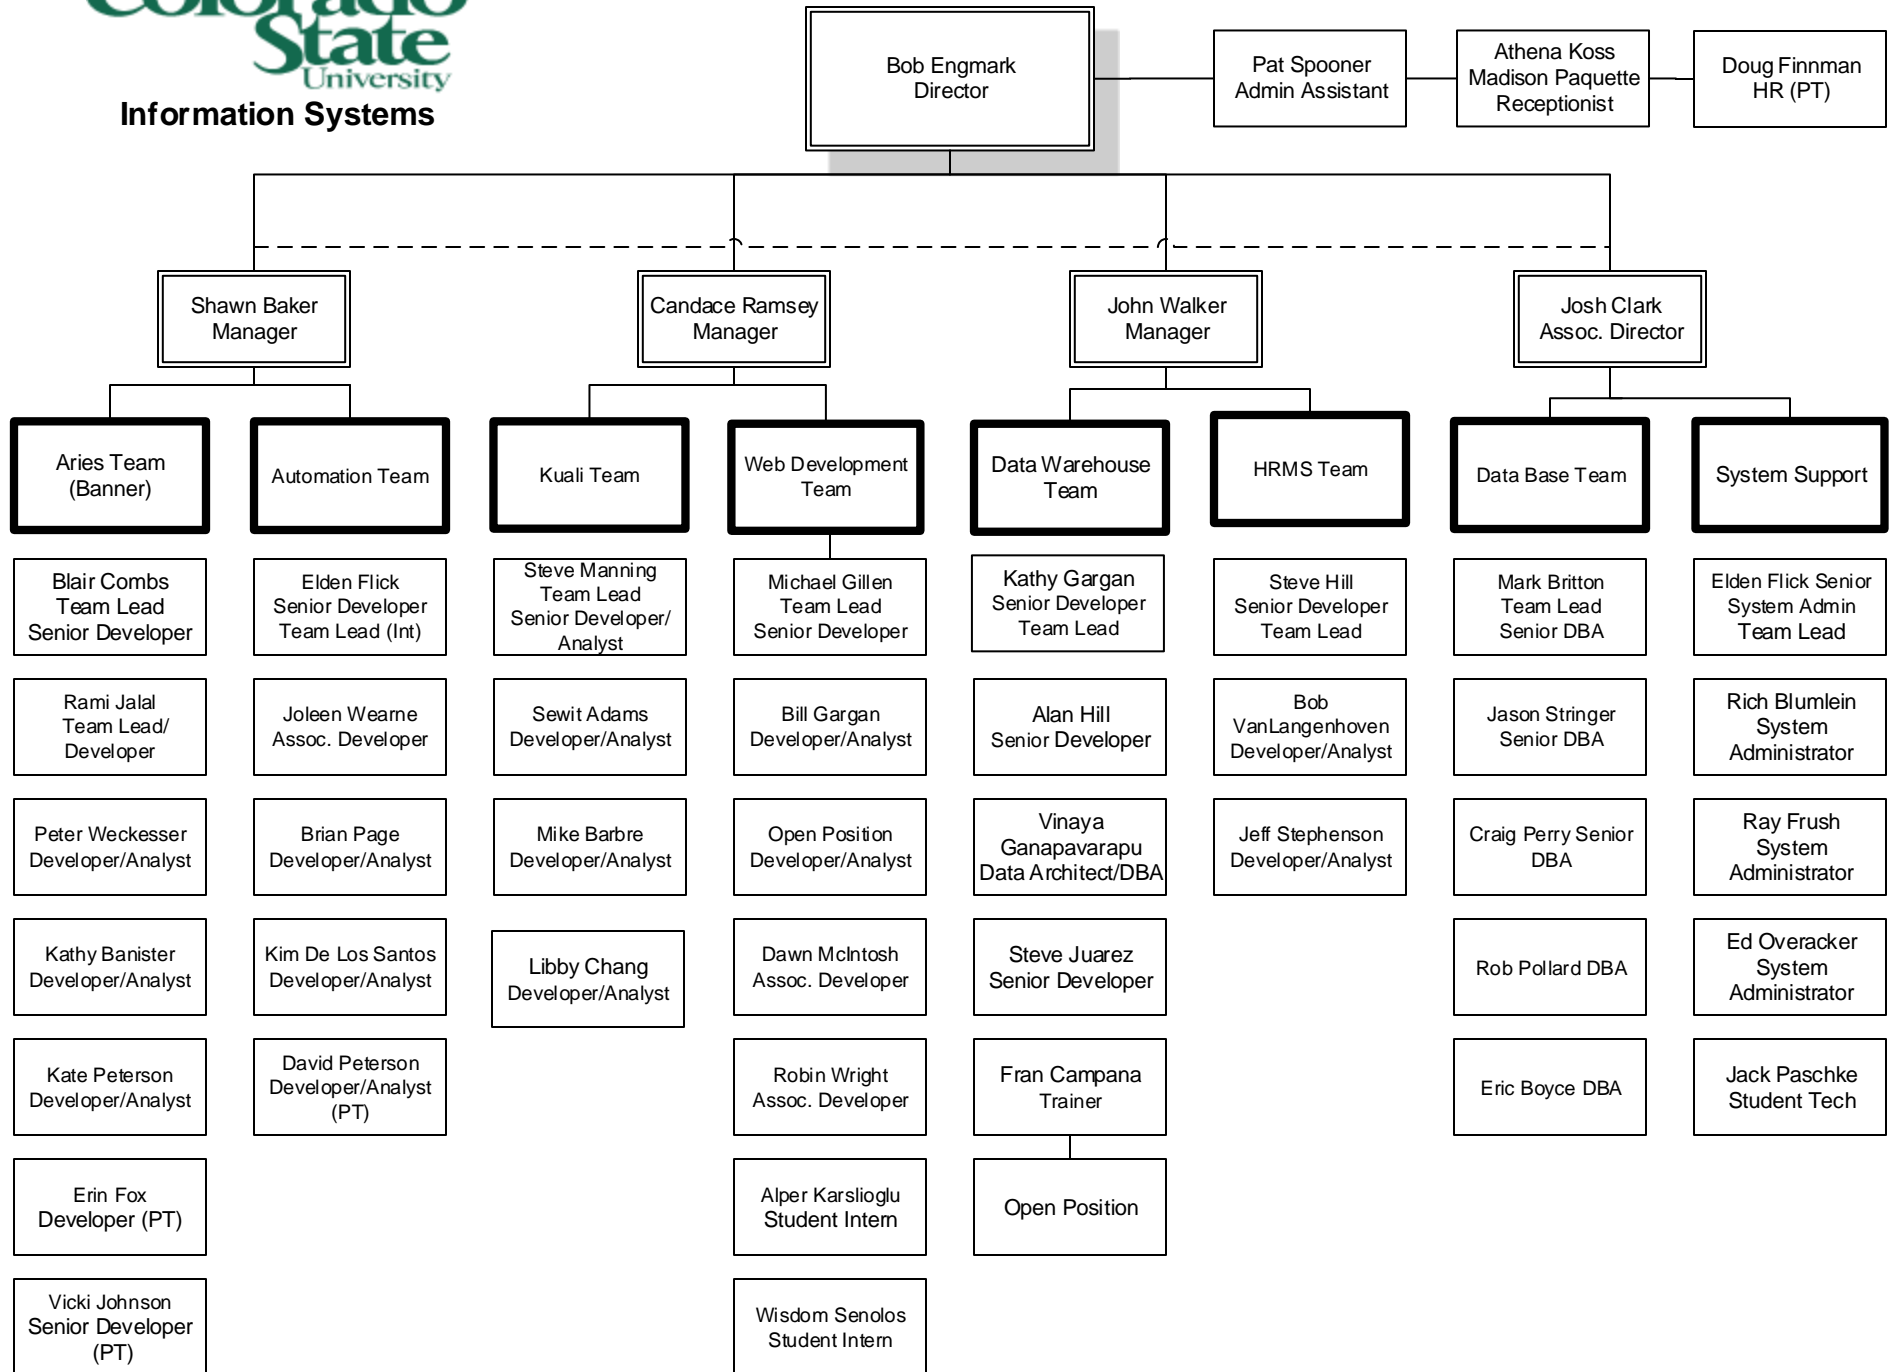 Colorado
State
University
Information Systems
Bob Engmark
Director
Pat Spooner
Admin Assistant
Athena Koss
Madison Paquette
Receptionist
Doug Finnman
HR (PT)
Shawn Baker
Manager
Candace Ramsey
Manager
John Walker
Manager
Josh Clark
Assoc. Director
Aries Team
(Banner)
Automation Team
Kuali Team
Web Development
Team
Data Warehouse
Team
HRMS Team
Data Base Team
System Support
Blair Combs
Team Lead
Senior Developer
Elden Flick
Senior Developer
Team Lead (Int)
Steve Manning
Team Lead
Senior Developer/
Analyst
Michael Gillen
Team Lead
Senior Developer
Kathy Gargan
Senior Developer
Team Lead
Steve Hill
Senior Developer
Team Lead
Mark Britton
Team Lead
Senior DBA
Elden Flick Senior
System Admin
Team Lead
Rami Jalal
Team Lead/
Developer
Joleen Wearne
Assoc. Developer
Sewit Adams
Developer/Analyst
Bill Gargan
Developer/Analyst
Alan Hill
Senior Developer
Bob
VanLangenhoven
Developer/Analyst
Jason Stringer
Senior DBA
Rich Blumlein
System
Administrator
Peter Weckesser
Developer/Analyst
Brian Page
Developer/Analyst
Mike Barbre
Developer/Analyst
Open Position
Developer/Analyst
Vinaya
Ganapavarapu
Data Architect/DBA
Jeff Stephenson
Developer/Analyst
Craig Perry Senior
DBA
Ray Frush
System
Administrator
Kathy Banister
Developer/Analyst
Kim De Los Santos
Developer/Analyst
Libby Chang
Developer/Analyst
Dawn McIntosh
Assoc. Developer
Steve Juarez
Senior Developer
Rob Pollard DBA
Ed Overacker
System
Administrator
Kate Peterson
Developer/Analyst
David Peterson
Developer/Analyst
(PT)
Robin Wright
Assoc. Developer
Fran Campana
Trainer
Eric Boyce DBA
Jack Paschke
Student Tech
Erin Fox
Developer (PT)
Alper Karslioglu
Student Intern
Open Position
Vicki Johnson
Senior Developer
(PT)
Wisdom Senolos
Student Intern